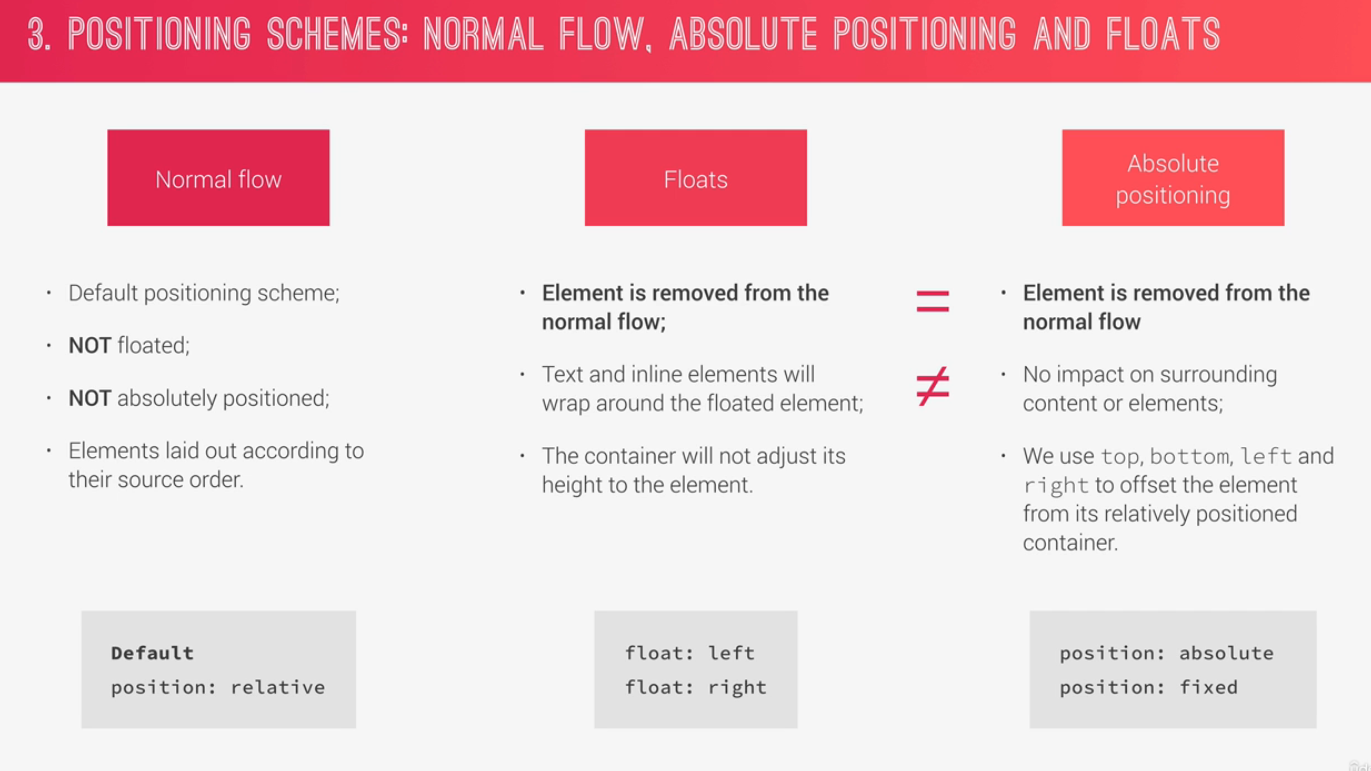 3. POSITIONING SCHEMES: NORMAL FLOW, ABSOLUTE POSITIONING AND FLOATS
Normal flow
• Default positioning scheme;
• NOT floated;
• NOT absolutely positioned;
• Elements laid out according to
their source order.
Default
position: relative
Floats
• Element is removed from the
normal flow;
• Text and inline elements will
wrap around the floated element;
• The container will not adjust its
height to the element.
float: left
float: right
=
≠
Absolute
positioning
• Element is removed from the
normal flow
• No impact on surrounding
content or elements;
• We use top, bottom, left and
right to offset the element
from its relatively positioned
container.
position: absolute
position: fixed